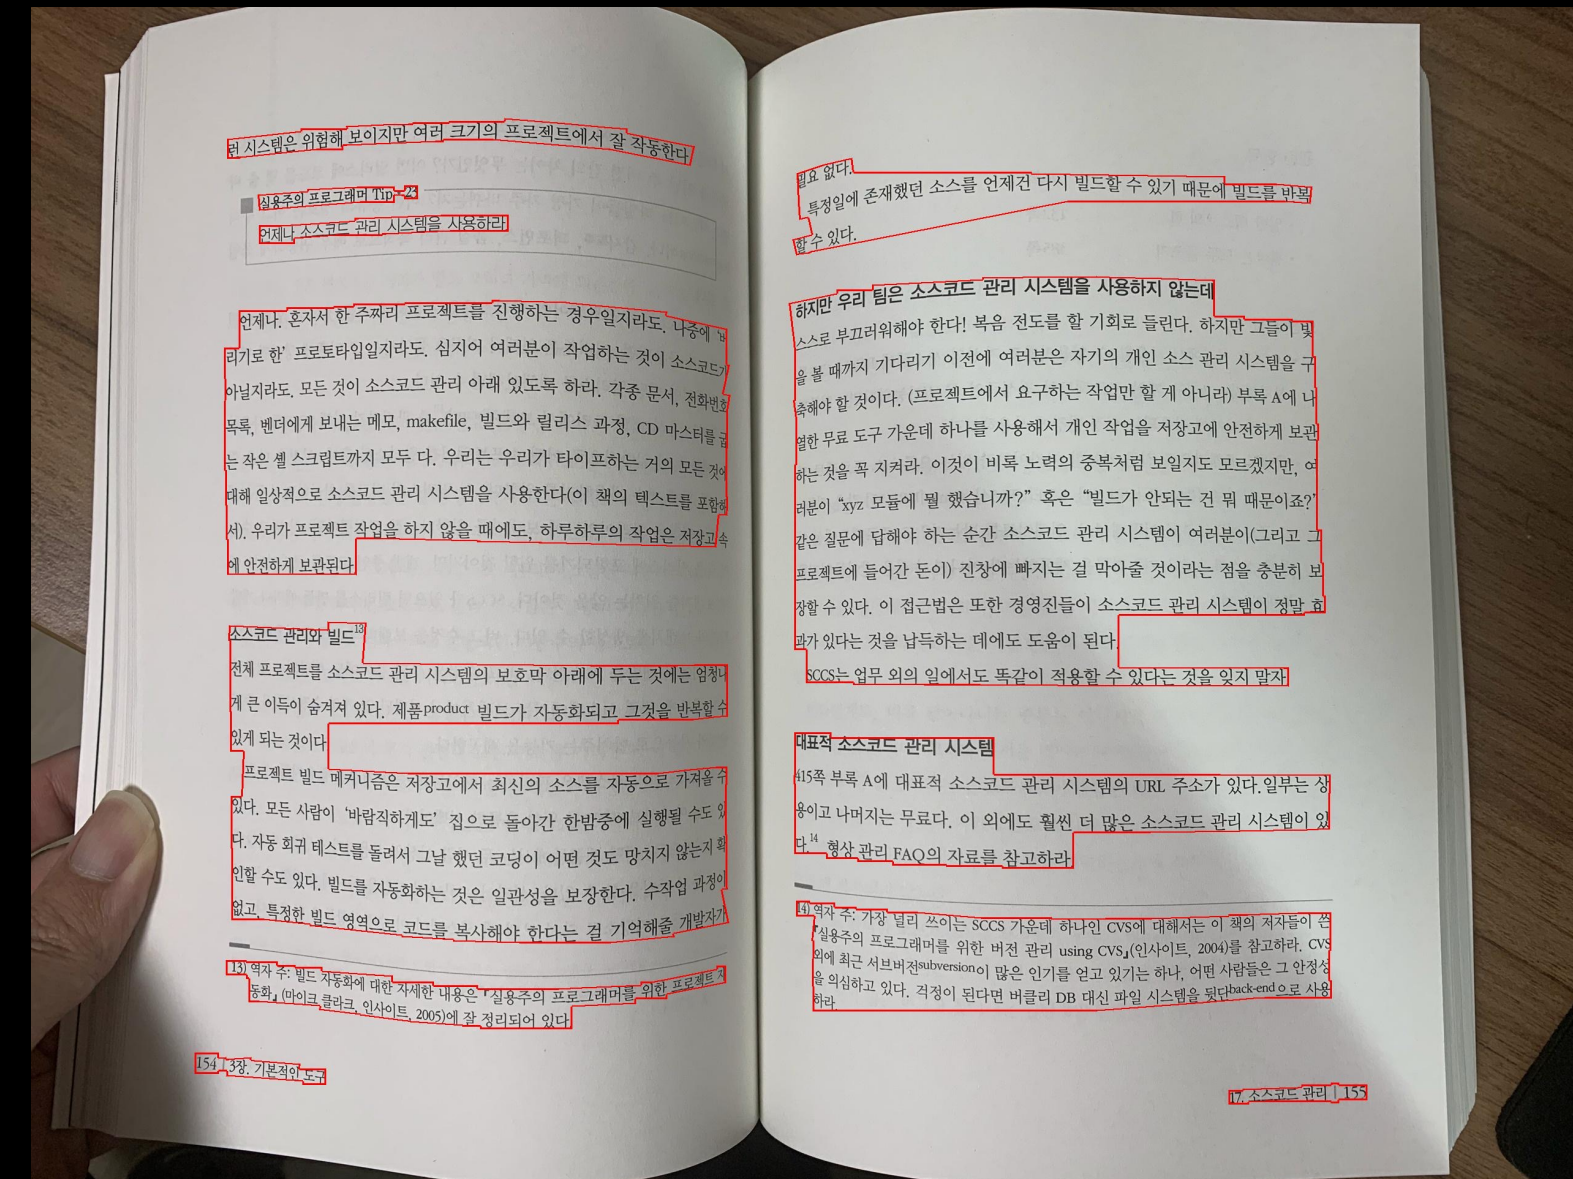 런 시스템은 위험해 보이지만 여러 크기의 프로젝트에서 잘 작동한다
실용주의 프로그래머 Tip 23
언제나 소스코드 관리 시스템을 사용하라
언제나. 혼자서 한 주짜리 프로젝트를 진행하는 경우일지라도. 나중에 ‘버
리기로 한’ 프로토타입일지라도. 심지어 여러분이 작업하는 것이 소스코드가
아닐지라도. 모든 것이 소스코드 관리 아래 있도록 하라. 각종 문서, 전화번호
목록, 벤더에게 보내는 메모, makefile, 빌드와 릴리스 과정, CD 마스터를 굽
는 작은 셸 스크립트까지 모두 다. 우리는 우리가 타이프하는 거의 모든 것에
대해 일상적으로 소스코드 관리 시스템을 사용한다(이 책의 텍스트를 포함해
서). 우리가 프로젝트 작업을 하지 않을 때에도, 하루하루의 작업은 저장고 속
에 안전하게 보관된다
소스코드 관리와 빌드13
전체 프로젝트를 소스코드 관리 시스템의 보호막 아래에 두는 것에는 엄청나
게 큰 이득이 숨겨져 있다. 제품product 빌드가 자동화되고 그것을 반복할 수
있게 되는 것이다
프로젝트 빌드 메커니즘은 저장고에서 최신의 소스를 자동으로 가져올 수
있다. 모든 사람이 ‘바람직하게도’ 집으로 돌아간 한밤중에 실행될 수도 있
다. 자동 회귀 테스트를 돌려서 그날 했던 코딩이 어떤 것도 망치지 않는지 확
인할 수도 있다. 빌드를 자동화하는 것은 일관성을 보장한다. 수작업 과정이
없고, 특정한 빌드 영역으로 코드를 복사해야 한다는 걸 기억해줄 개발자가
13) 역자 주: 빌드 자동화에 대한 자세한 내용은 『실용주의 프로그래머를 위한 프로젝트 자
동화』 (마이크 클라크, 인사이트, 2005)에 잘 정리되어 있다
154 | 3장. 기본적인 도구
필요 없다.
특정일에 존재했던 소스를 언제건 다시 빌드할 수 있기 때문에 빌드를 반복
할 수 있다.
하지만 우리 팀은 소스코드 관리 시스템을 사용하지 않는데
스스로 부끄러워해야 한다! 복음 전도를 할 기회로 들린다. 하지만 그들이 빛
을 볼 때까지 기다리기 이전에 여러분은 자기의 개인 소스 관리 시스템을 구
축해야 할 것이다. (프로젝트에서 요구하는 작업만 할 게 아니라) 부록 A에 나
열한 무료 도구 가운데 하나를 사용해서 개인 작업을 저장고에 안전하게 보관
하는 것을 꼭 지켜라. 이것이 비록 노력의 중복처럼 보일지도 모르겠지만, 여
러분이 “xyz 모듈에 뭘 했습니까?” 혹은 “빌드가 안되는 건 뭐 때문이죠?”
같은 질문에 답해야 하는 순간 소스코드 관리 시스템이 여러분이(그리고 그
프로젝트에 들어간 돈이) 진창에 빠지는 걸 막아줄 것이라는 점을 충분히 보
장할 수 있다. 이 접근법은 또한 경영진들이 소스코드 관리 시스템이 정말 효
과가 있다는 것을 납득하는 데에도 도움이 된다.
SCCS는 업무 외의 일에서도 똑같이 적용할 수 있다는 것을 잊지 말자
대표적 소스코드 관리 시스템
415쪽 부록 A에 대표적 소스코드 관리 시스템의 URL 주소가 있다.일부는 상
용이고 나머지는 무료다. 이 외에도 훨씬 더 많은 소스코드 관리 시스템이 있
다.14 형상 관리 FAQ의 자료를 참고하라
14) 역자 주: 가장 널리 쓰이는 SCCS 가운데 하나인 CVS에 대해서는 이 책의 저자들이 쓴
『실용주의 프로그래머를 위한 버전 관리 using CVS』(인사이트, 2004)를 참고하라. CVS
외에 최근 서브버전subversion이 많은 인기를 얻고 있기는 하나, 어떤 사람들은 그 안정성
을 의심하고 있다. 걱정이 된다면 버클리 DB 대신 파일 시스템을 뒷단back-end으로 사용
하라.
17. 소스코드 관리 | 155